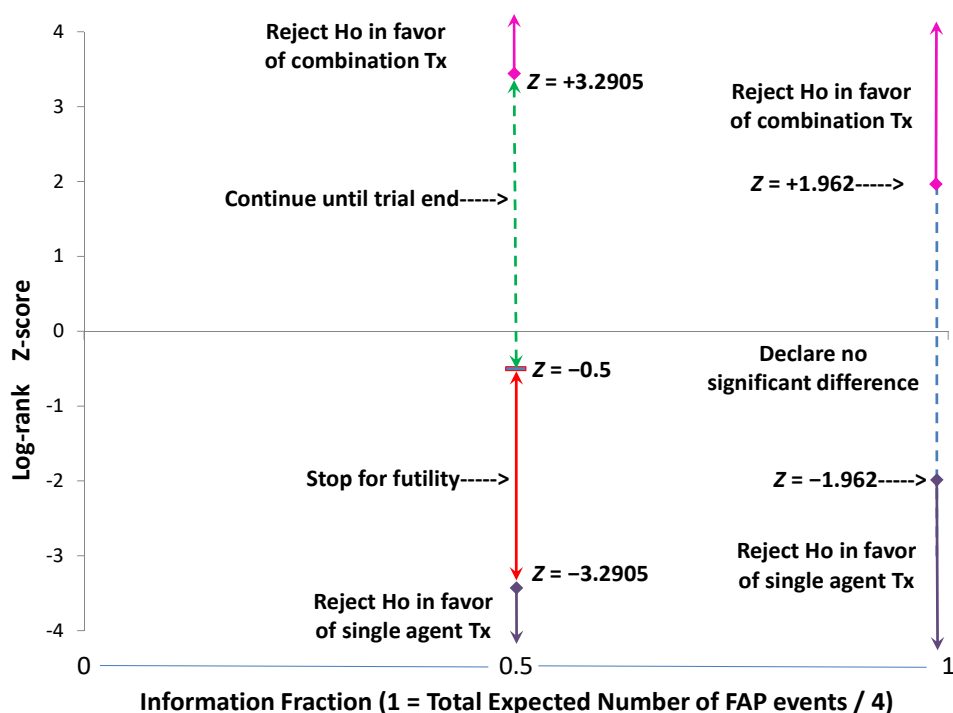 4
3
2
1
0
-1
-2
-3
-4
Log-rank Z-score
Reject Ho in favor
of combination Tx
Z = +3.2905
Continue until trial end----->
Z = −0.5
Stop for futility----->
Z = −3.2905
Reject Ho in favor
of single agent Tx
Reject Ho in favor
of combination Tx
Z = +1.962----->
Declare no
significant difference
Z = −1.962----->
Reject Ho in favor
of single agent Tx
0
0.5
1
Information Fraction (1 = Total Expected Number of FAP events / 4)